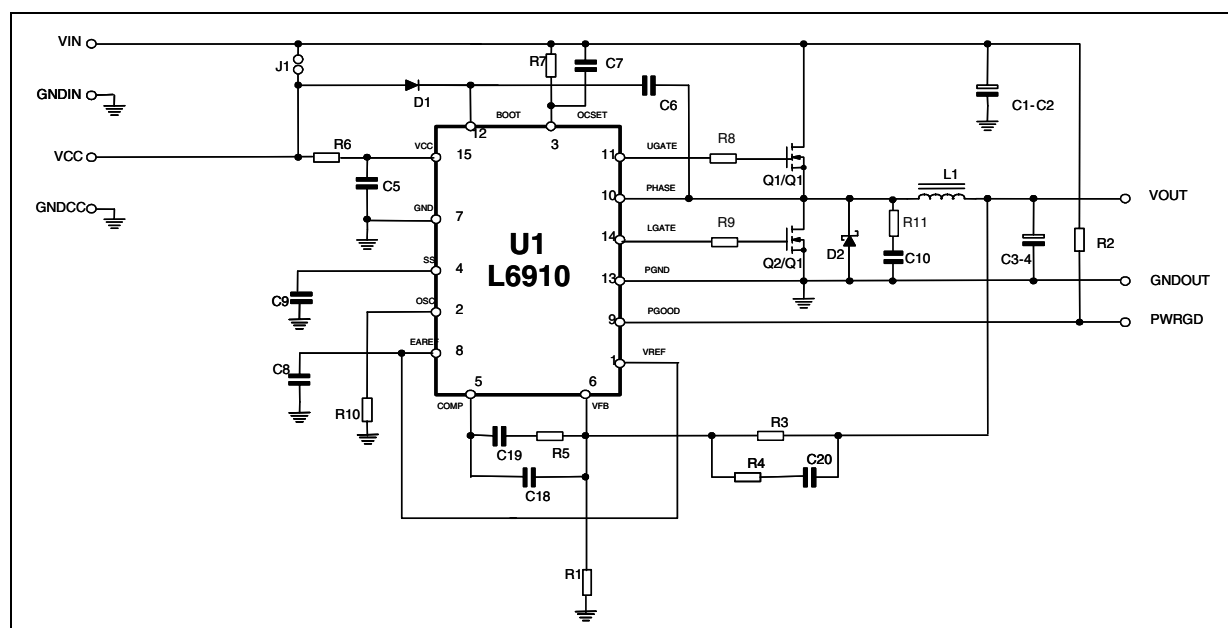 VIN
J1
R7
C7
GNDIN
D1
C6
C1-C2
BOOT
OCSET
12
3
VCC
R6
VCC
15
11
UGATE
R8
Q1/Q1
C5
GNDCC
GND
7
10
PHASE
L1
VOUT
U1
L6910
14
LGATE
R9
Q2/Q1
D2
R11
C10
C3-4
R2
SS
4
13
PGND
GNDOUT
C9
OSC
2
9
PGOOD
PWRGD
EAREF
8
1
VREF
C8
R10
5
6
COMP
VFB
C19
R5
R3
R4
C20
C18
R1